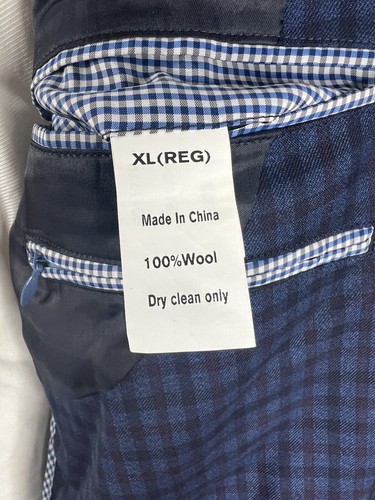 XL(REG)
Made In China
100%Wool
Dry clean only